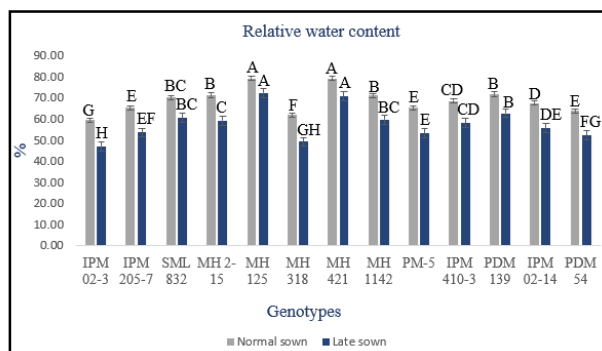 Relative water content
90.00
80.00
70.00
60.00
50.00
40.00
30.00
20.00
10.00
0.00
%
G H E EF BC BC B C A A F GH A A B BC E E CD CD B B D DE E FG
IPM 02-3
IPM 205-7
SML 832
MH 2-15
MH 125
MH 318
MH 421
MH 1142
PM-5
IPM 410-3
PDM 139
IPM 02-14
PDM 54
Genotypes
Normal sown Late sown